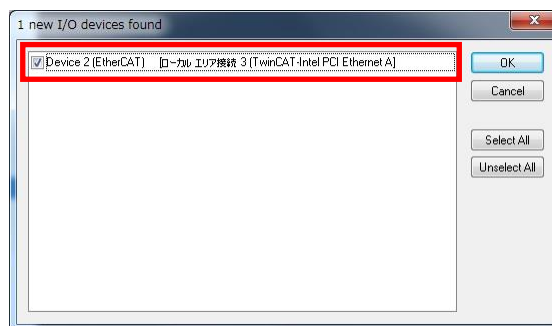 1 new I/O devices found
Device 2 (EtherCAT) [ローカル エリア接続 3 (TwinCAT-Intel PCI Ethernet A]
OK
Cancel
Select All
Unselect All